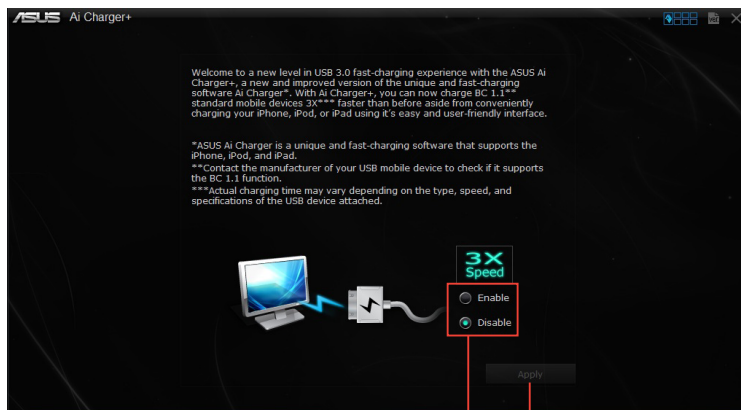 ASUS Ai Charger+
Welcome to a new level in USB 3.0 fast-charging experience with the ASUS Ai
Charger+, a new and improved version of the unique and fast-charging
software Ai Charger*. With Ai Charger+, you can now charge BC 1.1**
standard mobile devices 3X*** faster than before aside from conveniently
charging your iPhone, iPod, or iPad using it's easy and user-friendly interface.
*ASUS Ai Charger is a unique and fast-charging software that supports the
iPhone, iPod, and iPad.
**Contact the manufacturer of your USB mobile device to check if it supports
the BC 1.1 function.
***Actual charging time may vary depending on the type, speed, and
specifications of the USB device attached.
3X
Speed
Enable
Disable
Apply